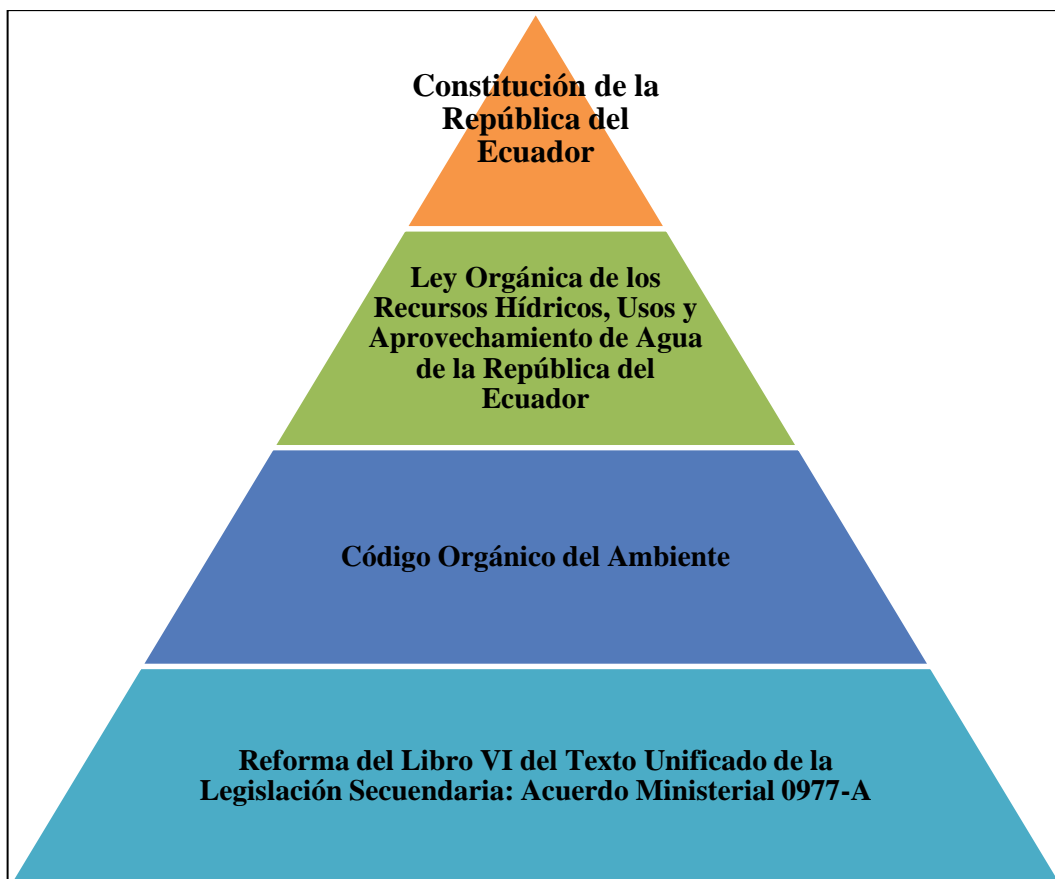 Constitución de la
República del
Ecuador
Ley Orgánica de los
Recursos Hídricos, Usos y
Aprovechamiento de Agua
de la República del
Ecuador
Código Orgánico del Ambiente
Reforma del Libro VI del Texto Unificado de la
Legislación Secuendaria: Acuerdo Ministerial 0977-A